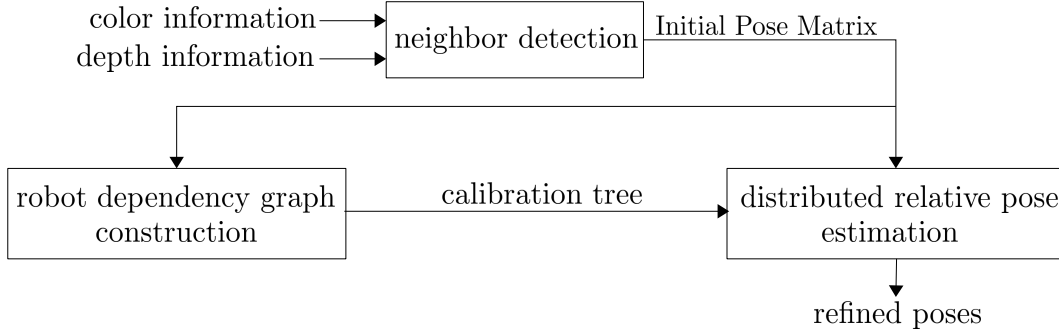 color information
depth information
neighbor detection
Initial Pose Matrix
robot dependency graph
construction
calibration tree
distributed relative pose
estimation
refined poses